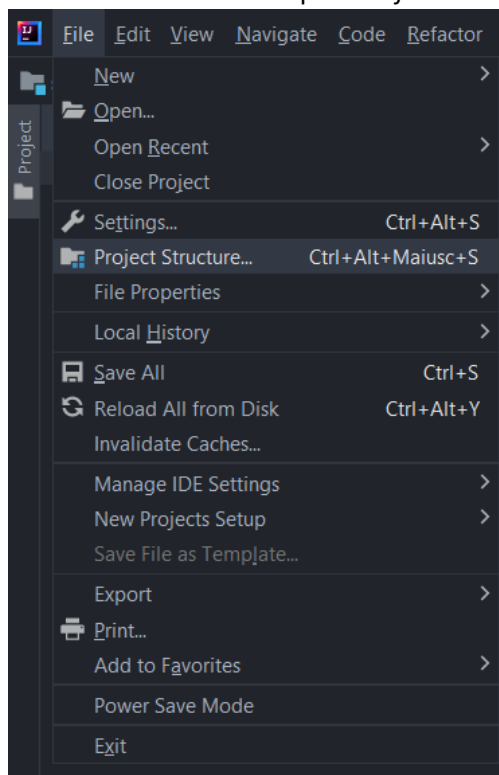 File Edit View Navigate Code Refactor
New
Open...
Open Recent
Close Project
Settings... Ctrl+Alt+S
Project Structure... Ctrl+Alt+Maiusc+S
File Properties
Local History
Save All Ctrl+S
Reload All from Disk Ctrl+Alt+Y
Invalidate Caches...
Manage IDE Settings
New Projects Setup
Save File as Template...
Export
Print...
Add to Favorites
Power Save Mode
Exit
Project